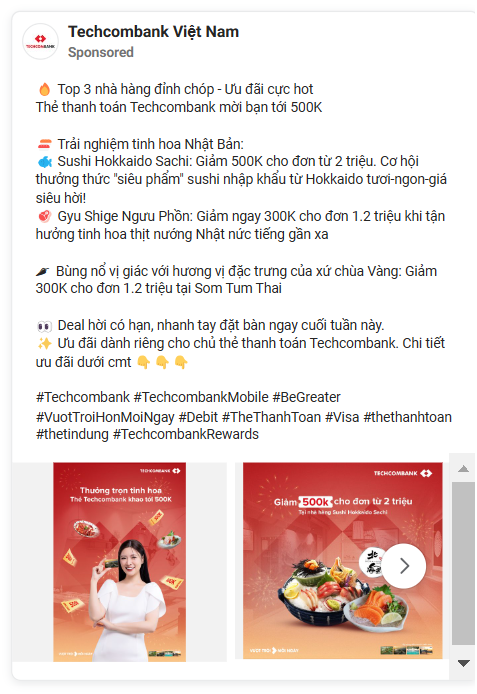 Techcombank Việt Nam
TECHCOMBANK
Sponsored
🔥 Top 3 nhà hàng đỉnh chóp - Ưu đãi cực hot
Thẻ thanh toán Techcombank mời bạn tới 500K
🍣 Trải nghiệm tinh hoa Nhật Bản:
🐟 Sushi Hokkaido Sachi: Giảm 500K cho đơn từ 2 triệu. Cơ hội
thưởng thức "siêu phẩm" sushi nhập khẩu từ Hokkaido tươi-ngon-giá
siêu hời!
🥩 Gyu Shige Ngưu Phồn: Giảm ngay 300K cho đơn 1.2 triệu khi tận
hưởng tinh hoa thịt nướng Nhật nức tiếng gần xa
🌶 Bùng nổ vị giác với hương vị đặc trưng của xứ chùa Vàng: Giảm
300K cho đơn 1.2 triệu tại Som Tum Thai
👀 Deal hời có hạn, nhanh tay đặt bàn ngay cuối tuần này.
✨ Ưu đãi dành riêng cho chủ thẻ thanh toán Techcombank. Chi tiết
ưu đãi dưới cmt 👇 👇 👇
#Techcombank #TechcombankMobile #BeGreater
#VuotTroiHonMoiNgay #Debit #TheThanhToan #Visa #thethanhtoan
#thetindung #TechcombankRewards
TECHCOMBANK
Thưởng trọn tinh hoa
Thẻ Techcombank khao tới 500K
TECHCOMBANK
Giảm 500k cho đơn từ 2 triệu
Tại nhà hàng Sushi Hokkaido Sachi